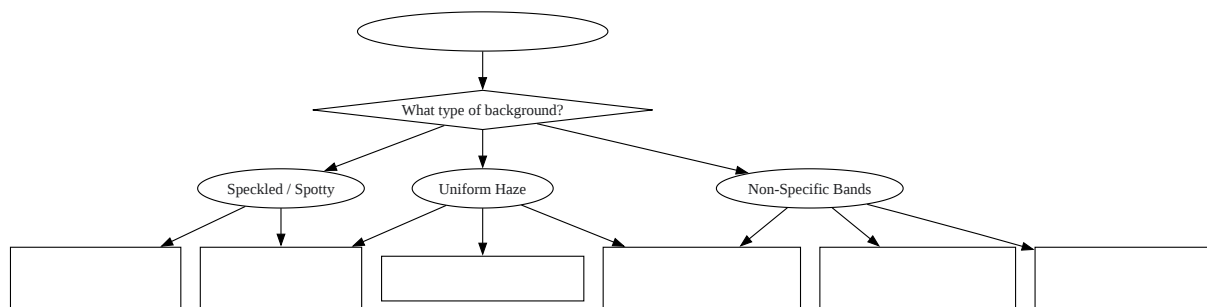 What type of background?
Speckled / Spotty
Uniform Haze
Non-Specific Bands